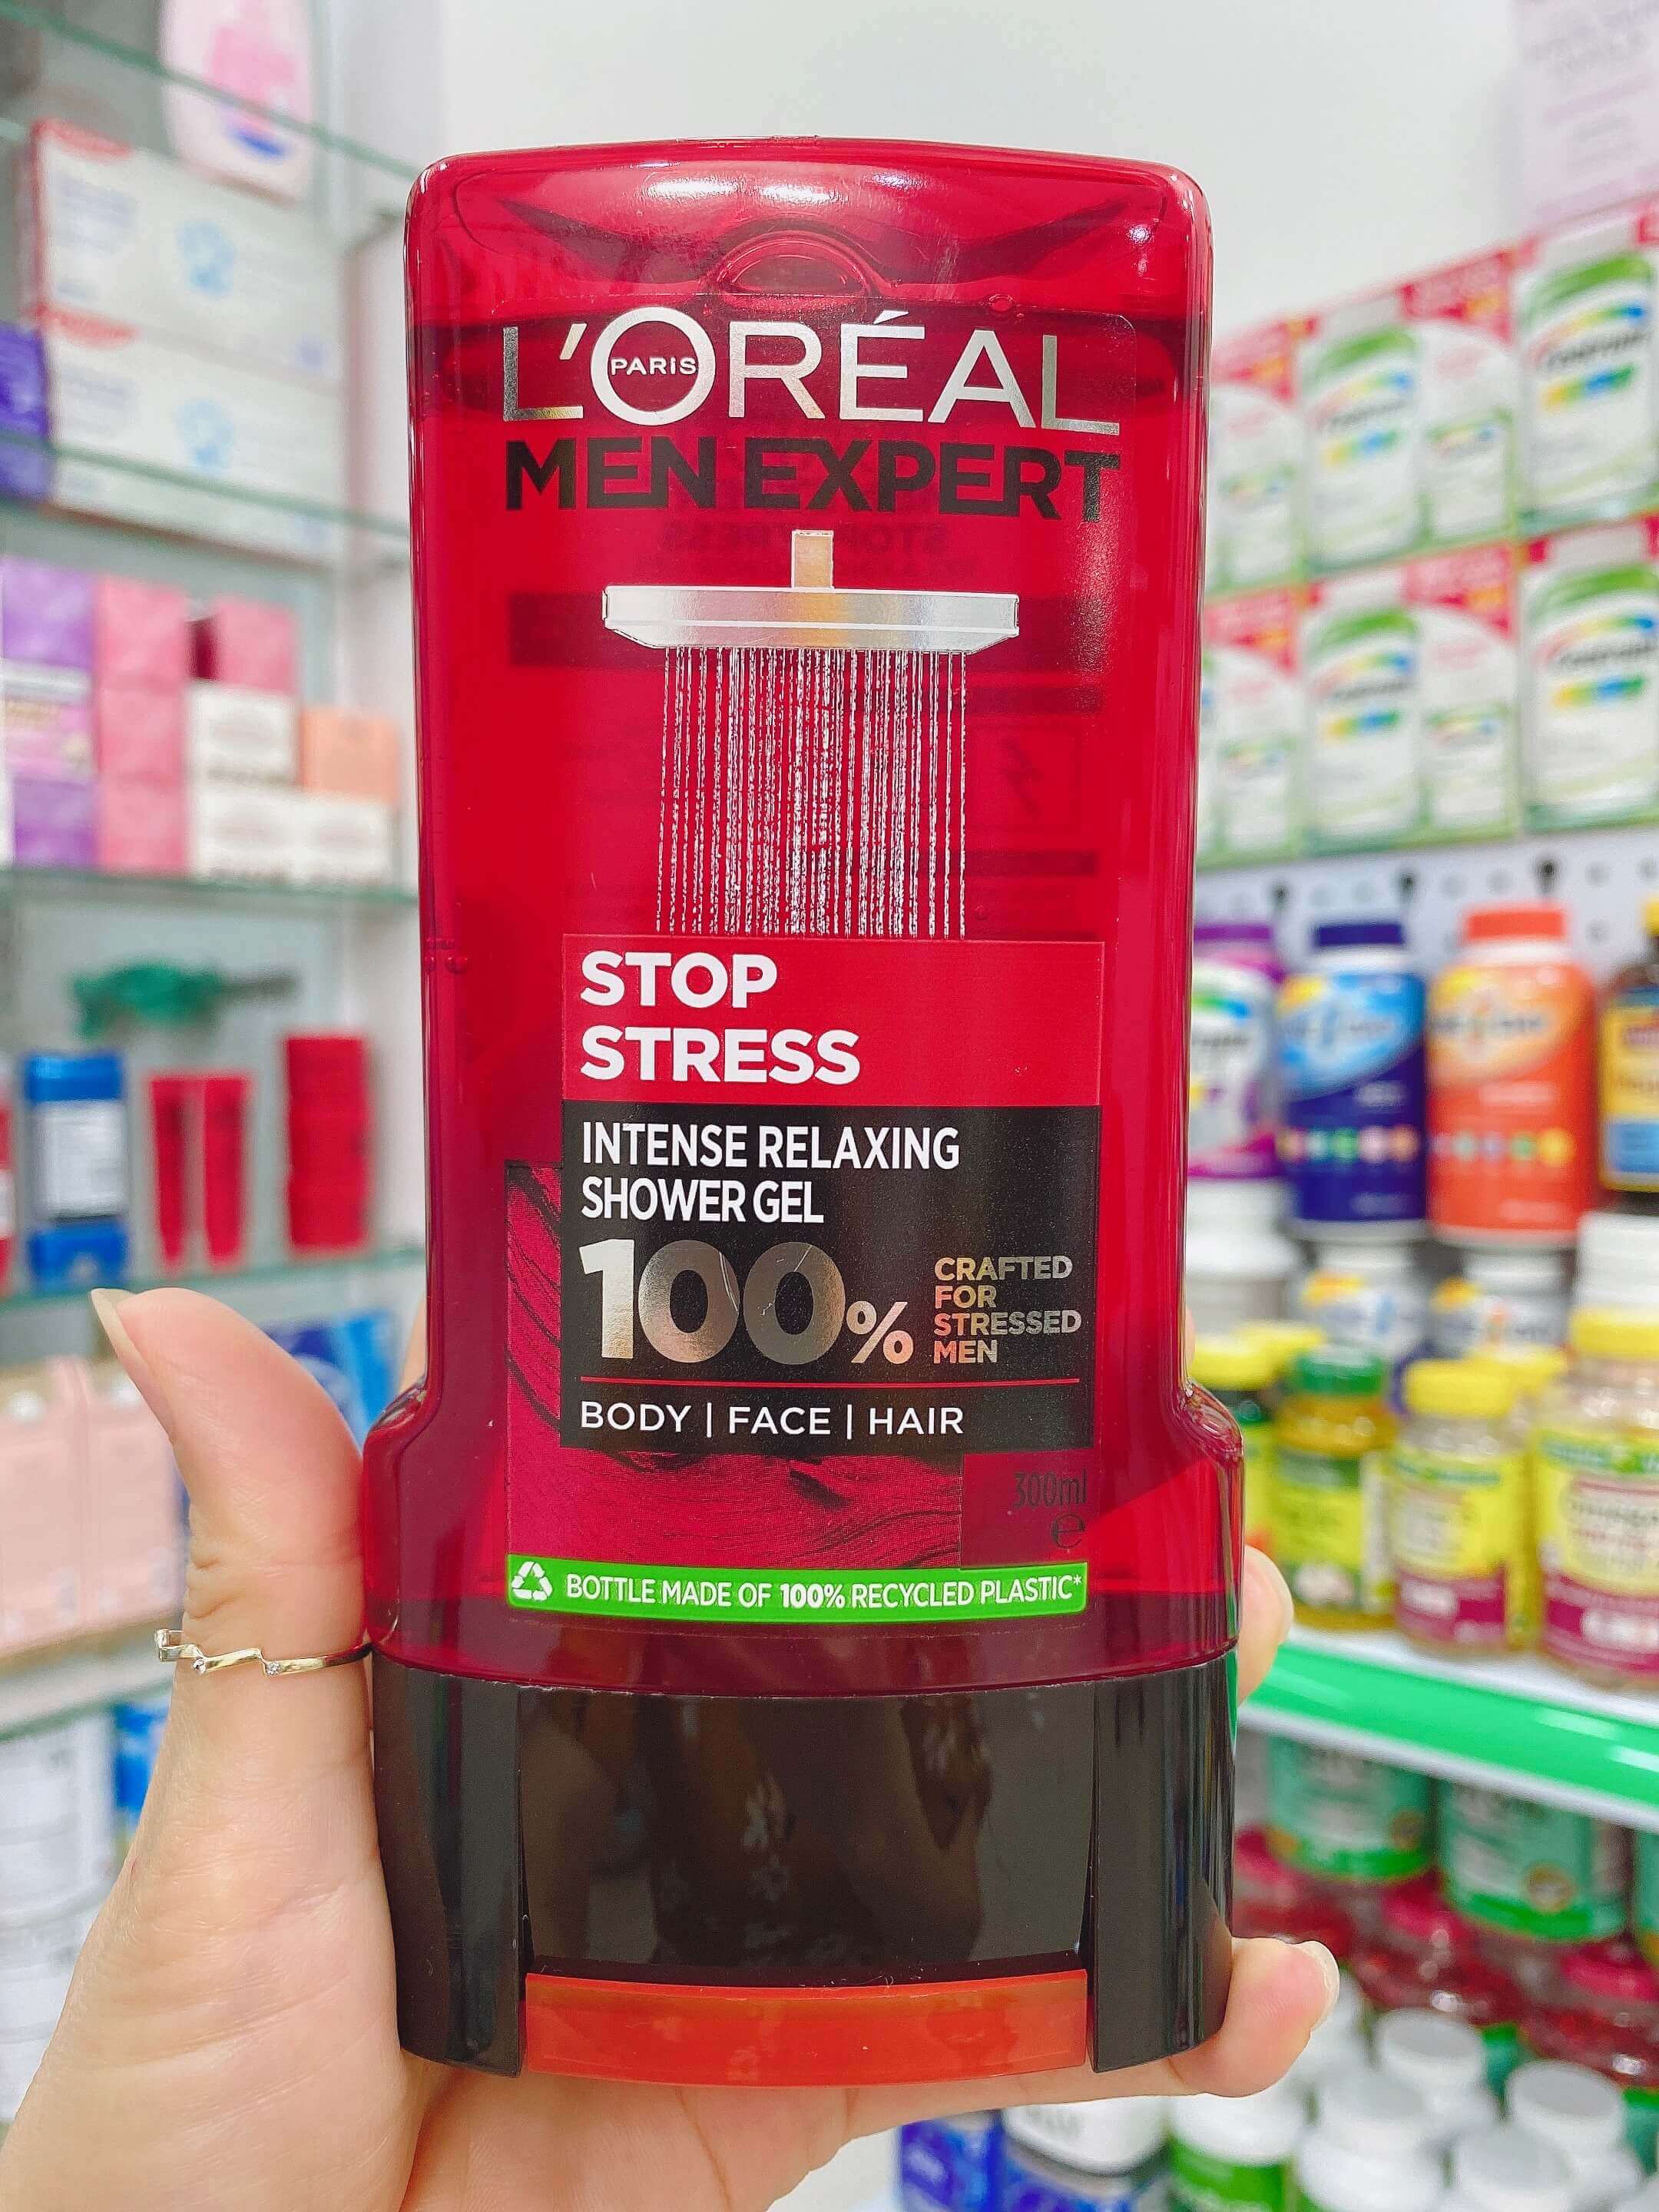 L'ORÉAL
PARIS
MEN EXPERT
STOP
STRESS
INTENSE RELAXING
SHOWER GEL
100%
CRAFTED
FOR
STRESSED
MEN
BODY | FACE | HAIR
300ml
e
BOTTLE MADE OF 100% RECYCLED PLASTIC*